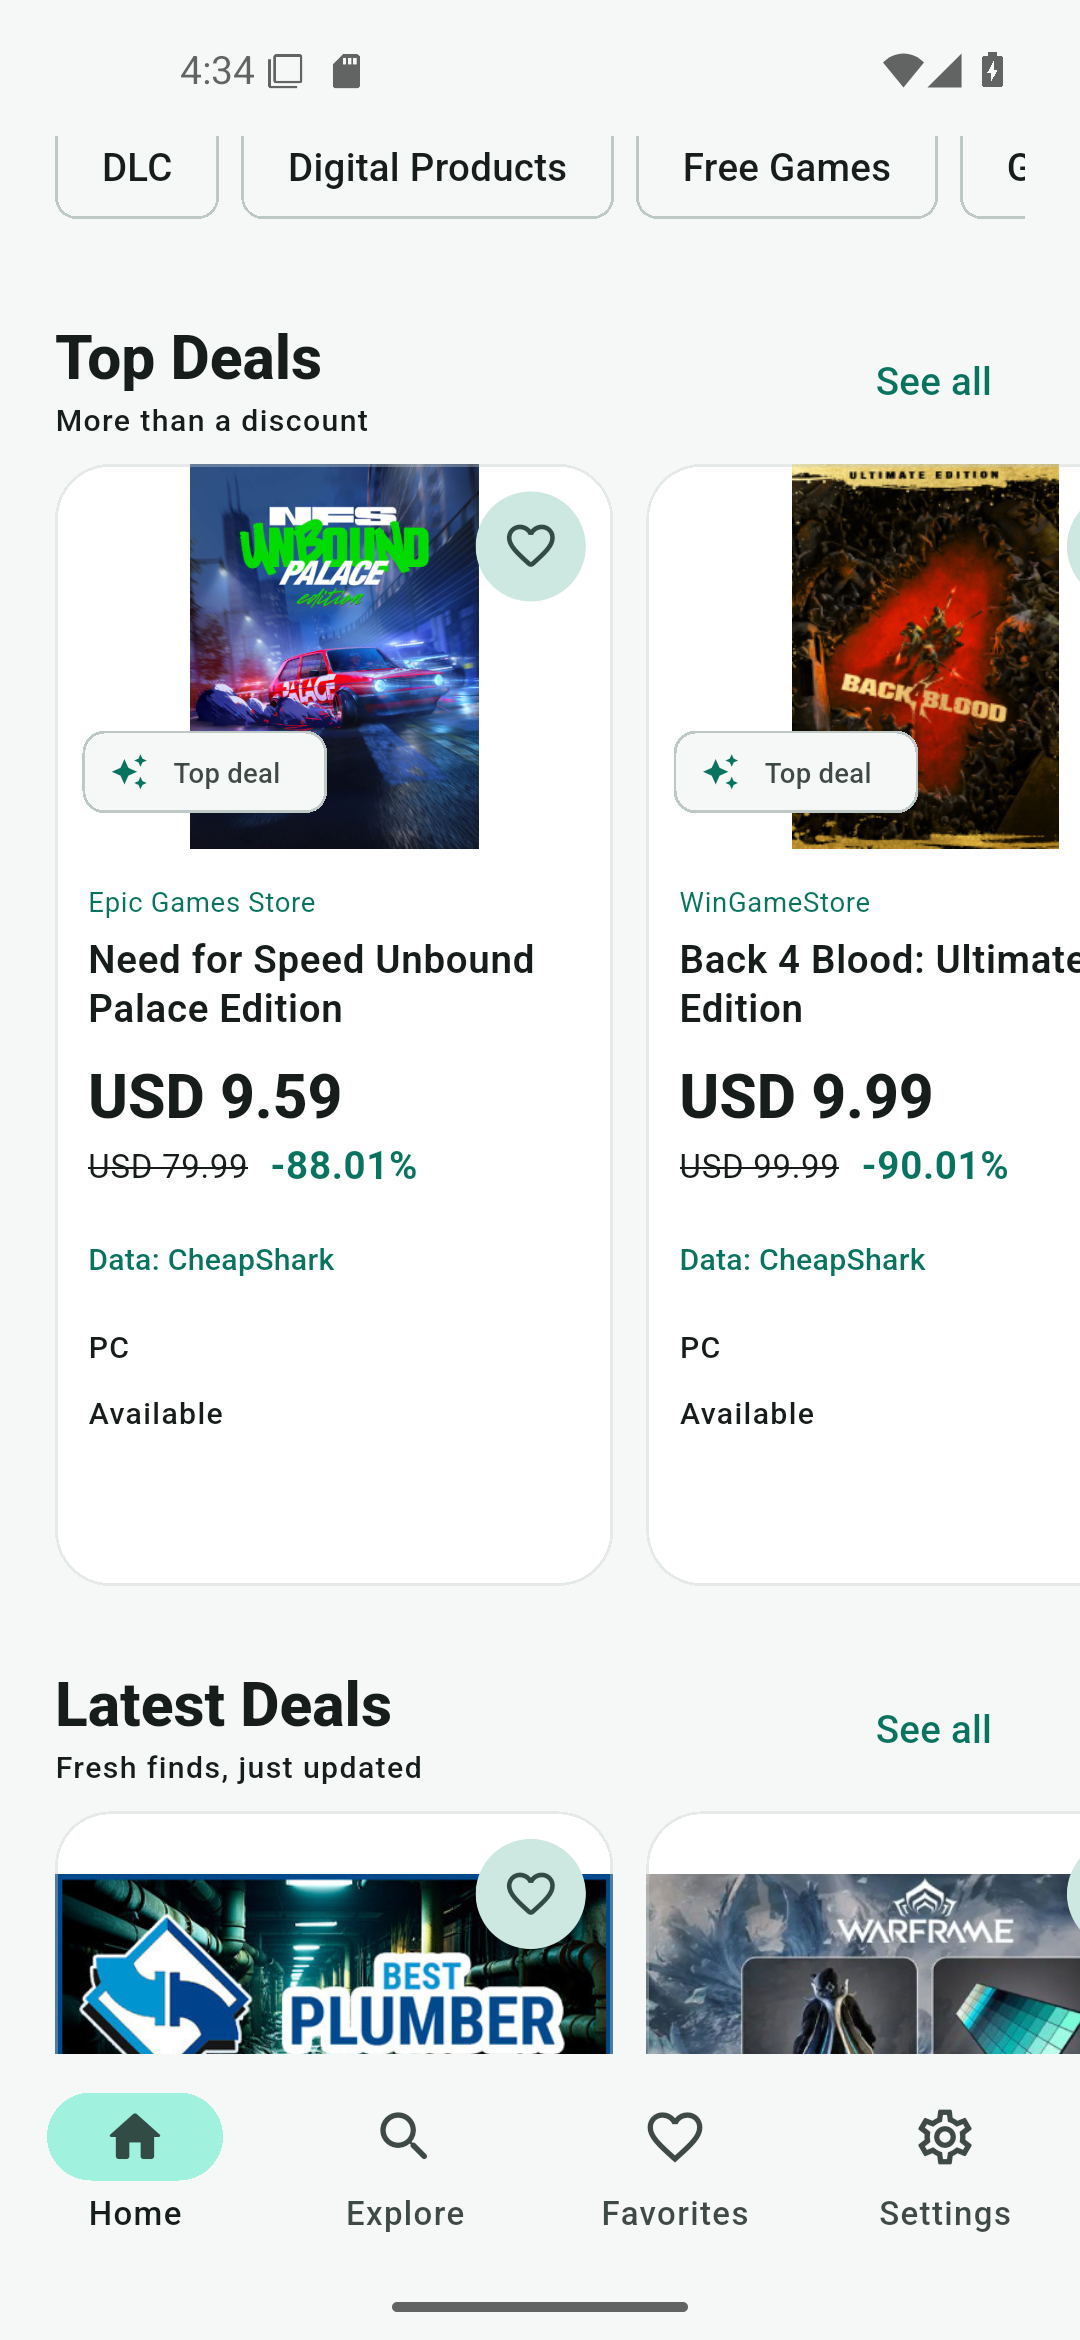 4:34
DLC
Digital Products
Free Games
Top Deals
More than a discount
See all
NFS
UNBOUND
PALACE
edition
PALACE
Top deal
Epic Games Store
Need for Speed Unbound
Palace Edition
USD 9.59
USD 79.99 -88.01%
Data: CheapShark
PC
Available
ULTIMATE EDITION
BACK 4 BLOOD
Top deal
WinGameStore
Back 4 Blood: Ultimate
Edition
USD 9.99
USD 99.99 -90.01%
Data: CheapShark
PC
Available
Latest Deals
Fresh finds, just updated
See all
BEST
PLUMBER
WARFRAME
Home
Explore
Favorites
Settings